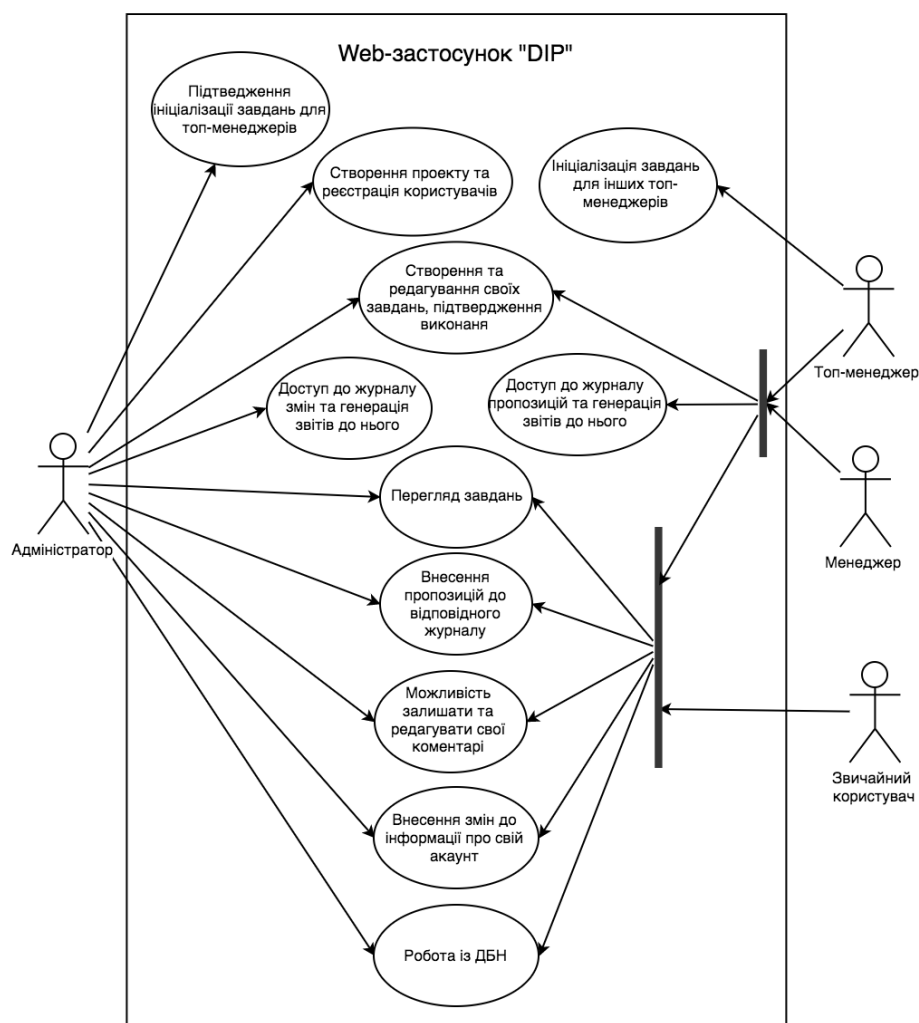 Web-застосунок "DIP"
Підтведження
ініціалізації завдань для
топ-менеджерів
Створення проекту та
реєстрація користувачів
Ініціалізація завдань
для інших топ-
менеджерів
Створення та
редагування своїх
завдань, підтвердження
виконаня
Топ-менеджер
Доступ до журналу
змін та генерація
звітів до нього
Доступ до журналу
пропозицій та генерація
звітів до нього
Перегляд завдань
Адміністратор
Менеджер
Внесення
пропозицій до
відповідного
журналу
Можливість
залишати та
редагувати свої
коментарі
Звичайний
користувач
Внесення змін до
інформації про свій
акаунт
Робота із ДБН